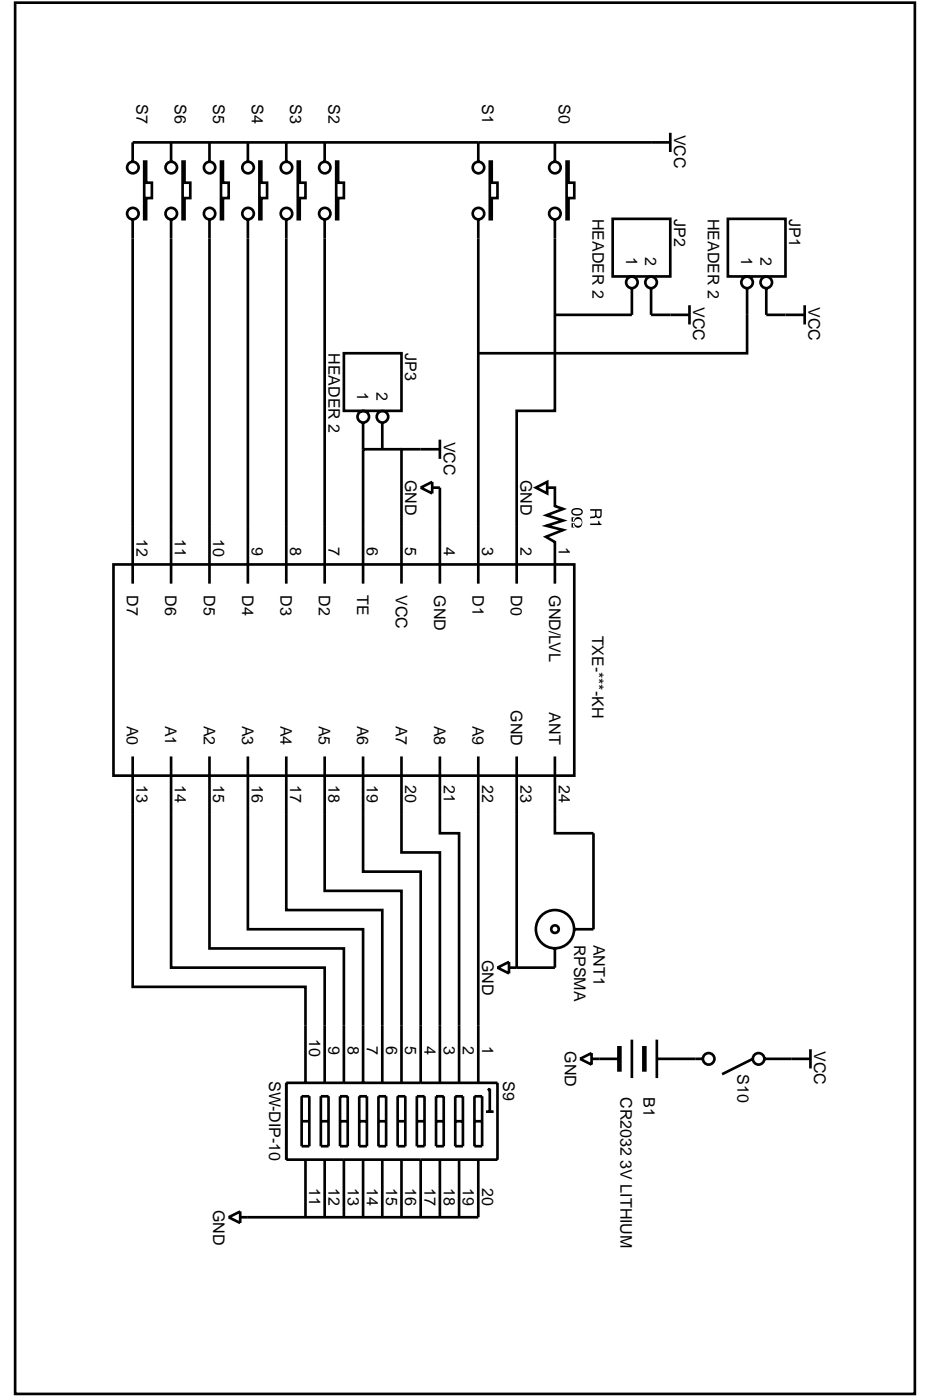 VCC
S0
S1
S2
S3
S4
S5
S6
S7
JP1
2
1
HEADER 2
VCC
JP2
2
1
HEADER 2
VCC
JP3
2
1
HEADER 2
VCC
GND
GND
R1
0Ω
TXE-***-KH
1 GND/LVL
2 D0
3 D1
4 GND
5 VCC
6 TE
7 D2
8 D3
9 D4
10 D5
11 D6
12 D7
ANT 24
GND 23
A9 22
A8 21
A7 20
A6 19
A5 18
A4 17
A3 16
A2 15
A1 14
A0 13
ANT1
RPSMA
GND
VCC
S10
B1
CR2032 3V LITHIUM
GND
S9
1
1 20
2 19
3 18
4 17
5 16
6 15
7 14
8 13
9 12
10 11
SW-DIP-10
GND